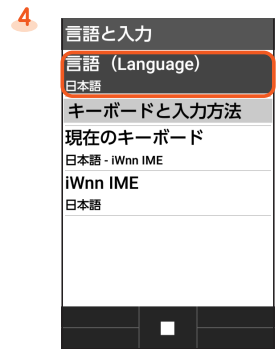 4
言語と入力
言語（Language）
日本語
キーボードと入力方法
現在のキーボード
日本語 - iWnn IME
iWnn IME
日本語